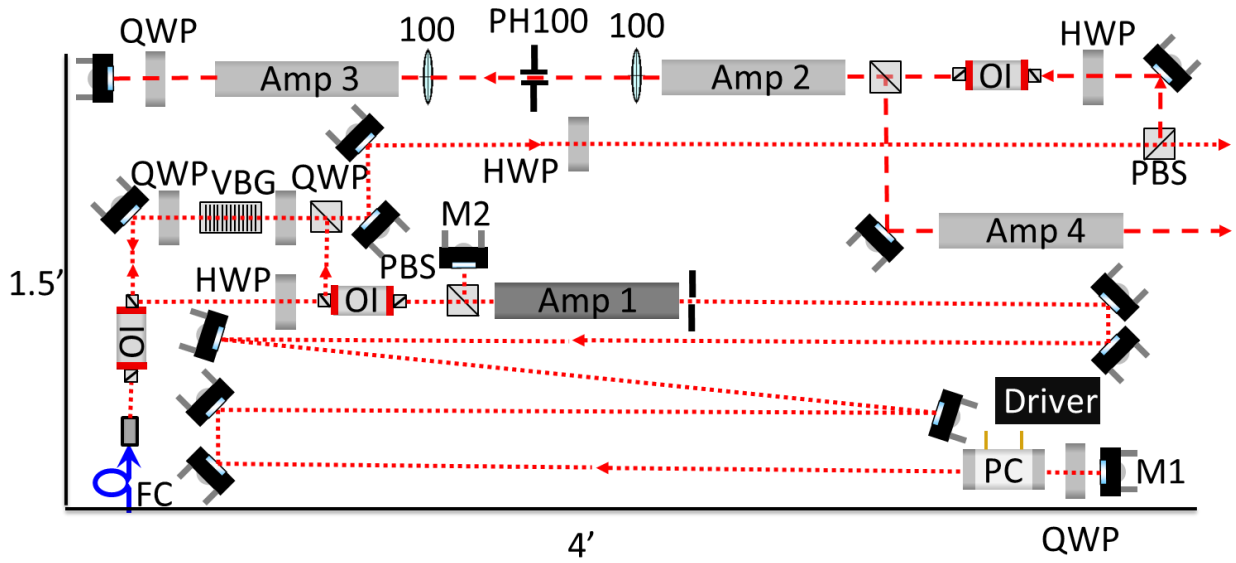 QWP
100
PH100
100
HWP
Amp 3
Amp 2
OI
QWP
VBG
QWP
HWP
PBS
M2
Amp 4
1.5’
HWP
OI
PBS
Amp 1
OI
Driver
FC
PC
M1
4’
QWP